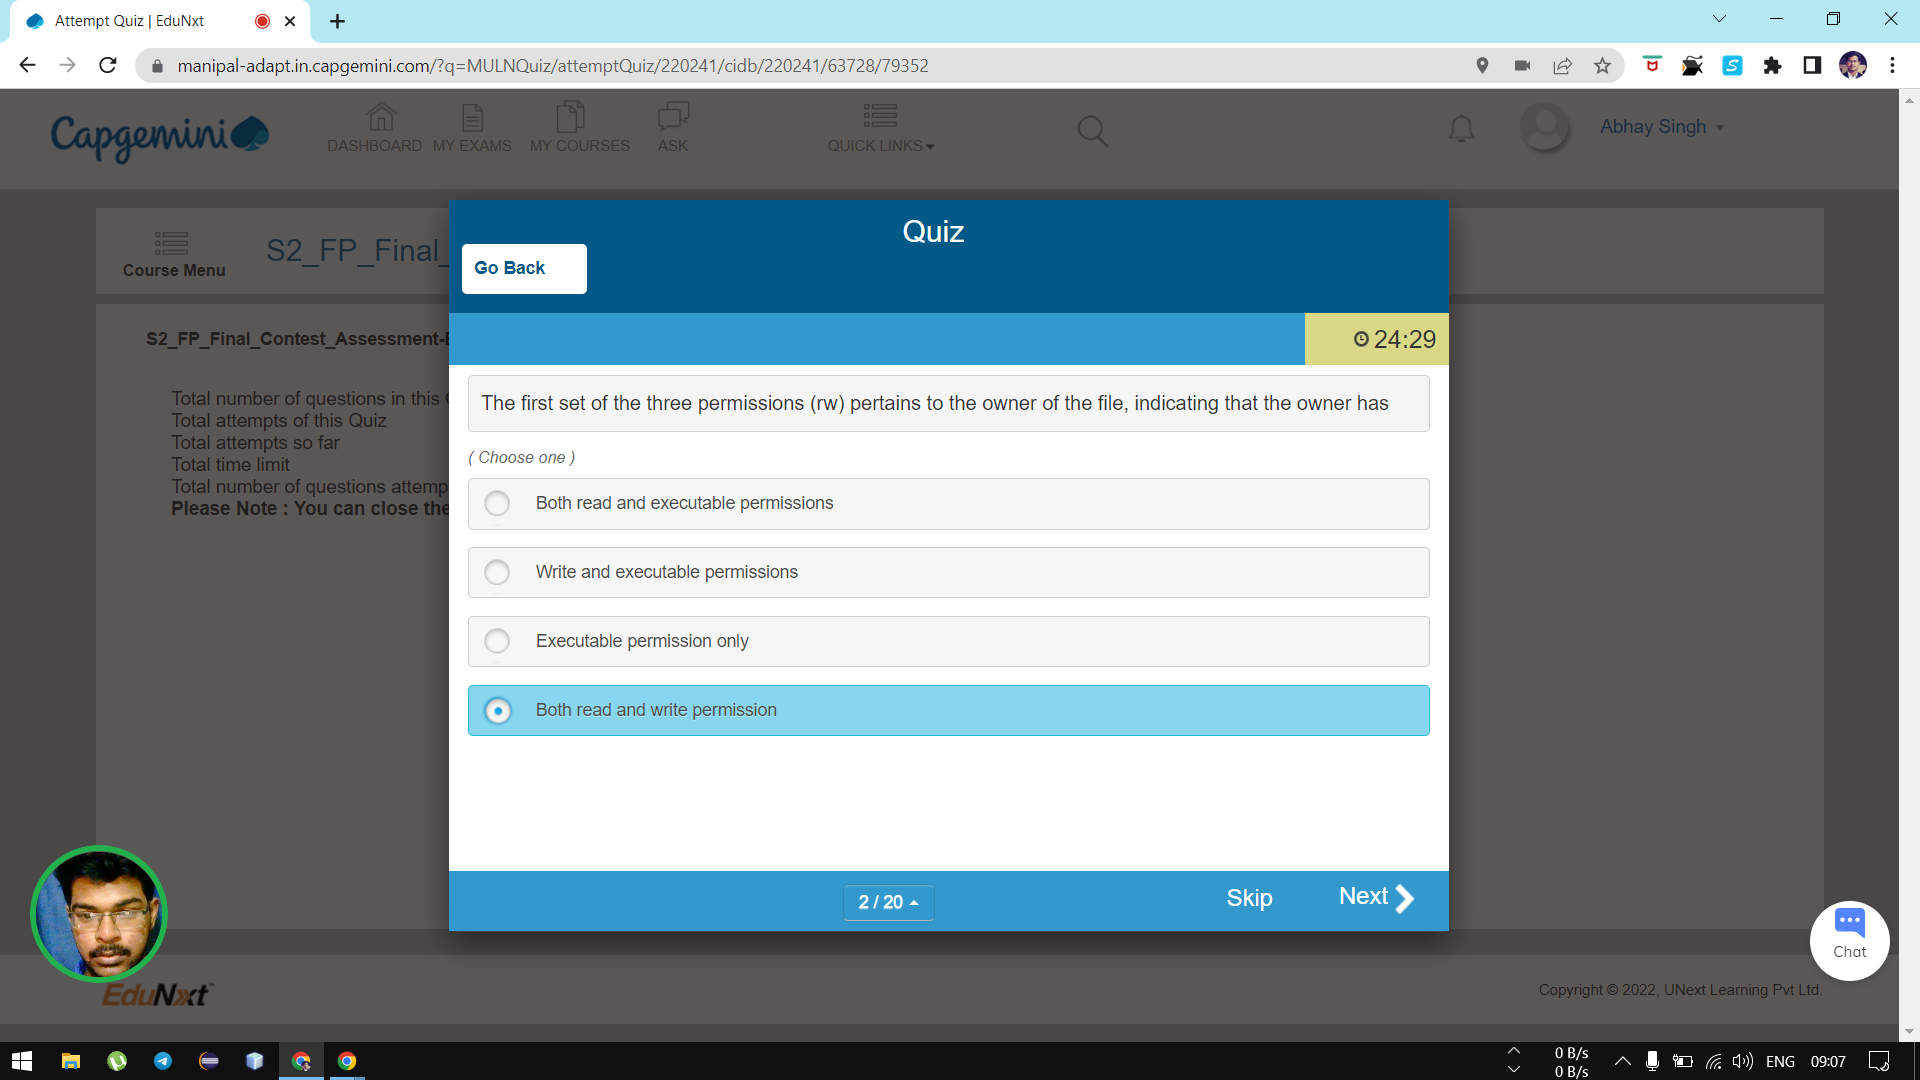 Attempt Quiz | EduNxt
manipal-adapt.in.capgemini.com/?q=MULNQuiz/attemptQuiz/220241/cidb/220241/63728/79352
Capgemini
DASHBOARD MY EXAMS MY COURSES ASK QUICK LINKS
Abhay Singh
Course Menu
S2_FP_Final_
Quiz
Go Back
24:29
S2_FP_Final_Contest_Assessment-
Total number of questions in this
Total attempts of this Quiz
Total attempts so far
Total time limit
Total number of questions attemp
Please Note : You can close the
The first set of the three permissions (rw) pertains to the owner of the file, indicating that the owner has
( Choose one )
Both read and executable permissions
Write and executable permissions
Executable permission only
Both read and write permission
2 / 20
Skip
Next
Chat
EduNxt
Copyright © 2022, UNext Learning Pvt Ltd.
0 B/s
0 B/s
ENG 09:07